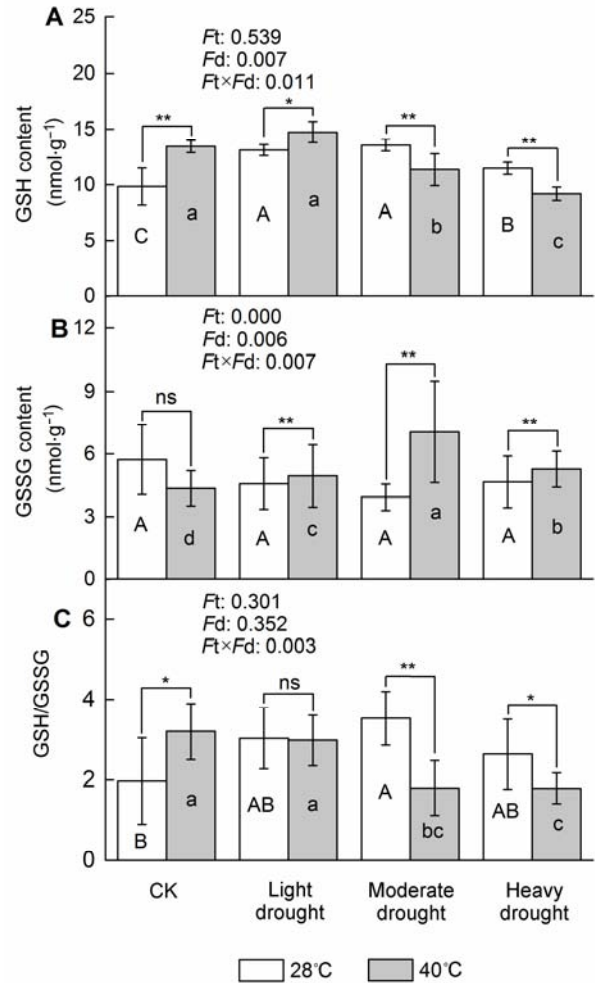 A
Ft: 0.539
Fd: 0.007
Ft×Fd: 0.011
GSH content
(nmol·g⁻¹)
25
20
15
10
5
0
** * ** **
C a A a A b B c
B
Ft: 0.000
Fd: 0.006
Ft×Fd: 0.007
GSSG content
(nmol·g⁻¹)
12
9
6
3
0
ns ** ** **
A d A c A a A b
C
Ft: 0.301
Fd: 0.352
Ft×Fd: 0.003
GSH/GSSG
6
4
2
0
* ns ** *
B a AB a A bc AB c
CK
Light
drought
Moderate
drought
Heavy
drought
28°C
40°C